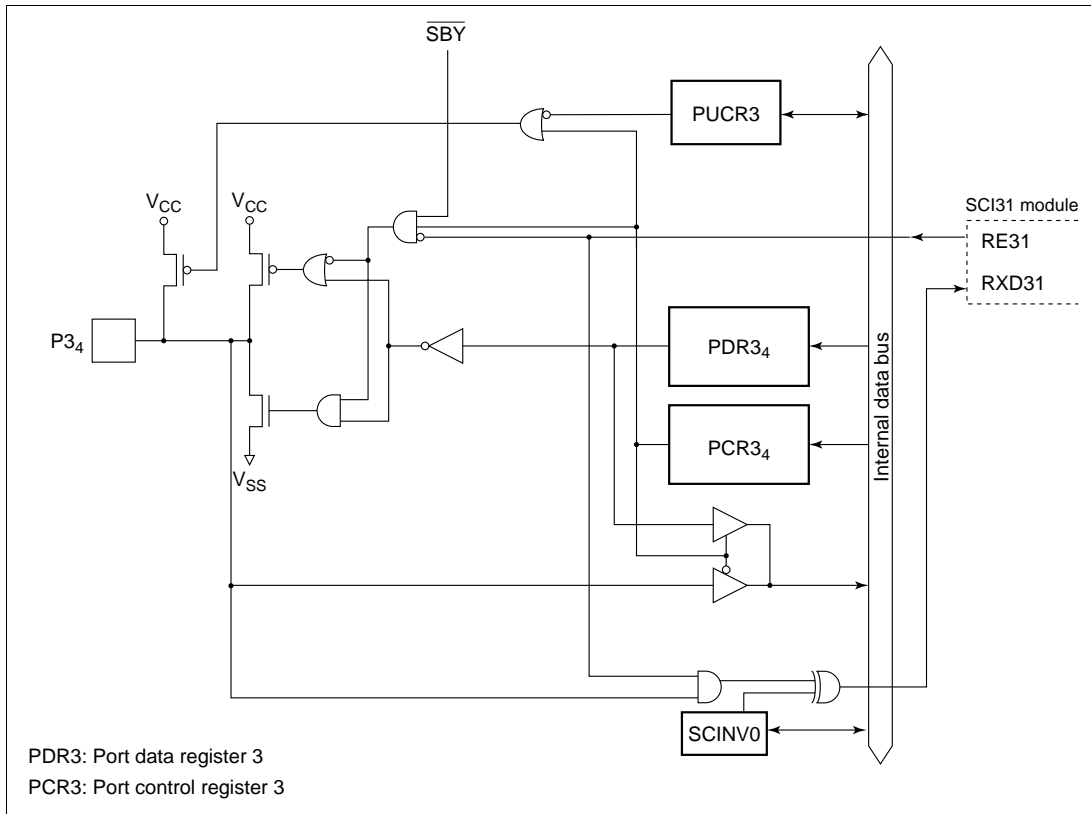 SBY
PUCR3
VCC
VCC
SCI31 module
RE31
RXD31
P34
PDR34
PCR34
Internal data bus
VSS
SCINV0
PDR3: Port data register 3
PCR3: Port control register 3